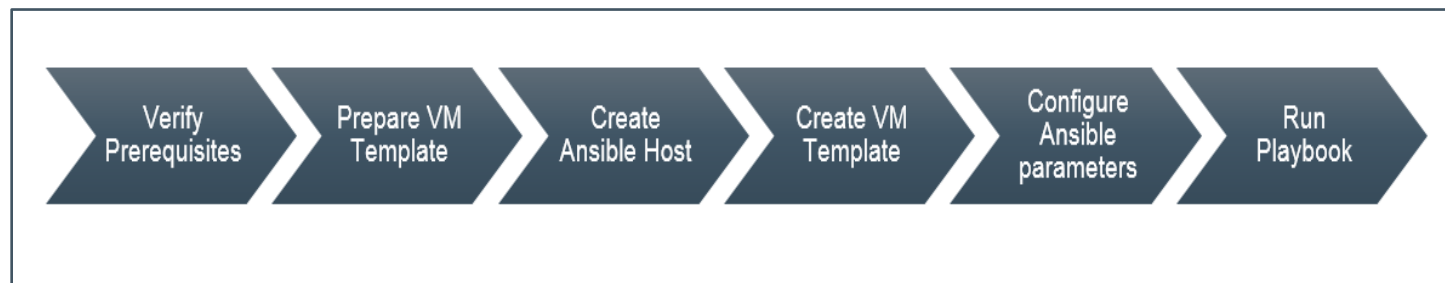 Verify
Prerequisites
Prepare VM
Template
Create
Ansible Host
Create VM
Template
Configure
Ansible
parameters
Run
Playbook